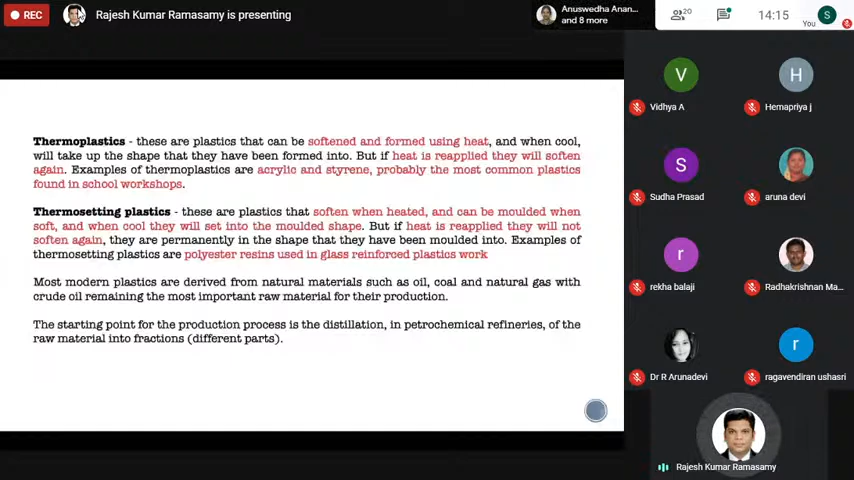 REC
Rajesh Kumar Ramasamy is presenting
Anuswedha Anan...
and 8 more
20
14:15
You
S
Thermoplastics - these are plastics that can be softened and formed using heat, and when cool,
will take up the shape that they have been formed into. But if heat is reapplied they will soften
again. Examples of thermoplastics are acrylic and styrene, probably the most common plastics
found in school workshops.
Thermosetting plastics - these are plastics that soften when heated, and can be moulded when
soft, and when cool they will set into the moulded shape. But if heat is reapplied they will not
soften again, they are permanently in the shape that they have been moulded into. Examples of
thermosetting plastics are polyester resins used in glass reinforced plastics work
Most modern plastics are derived from natural materials such as oil, coal and natural gas with
crude oil remaining the most important raw material for their production.
The starting point for the production process is the distillation, in petrochemical refineries, of the
raw material into fractions (different parts).
V
H
Vidhya A
Hemapriya j
S
Sudha Prasad
aruna devi
r
rekha balaji
Radhakrishnan Ma...
r
Dr R Arunadevi
ragavendiran ushasri
Rajesh Kumar Ramasamy